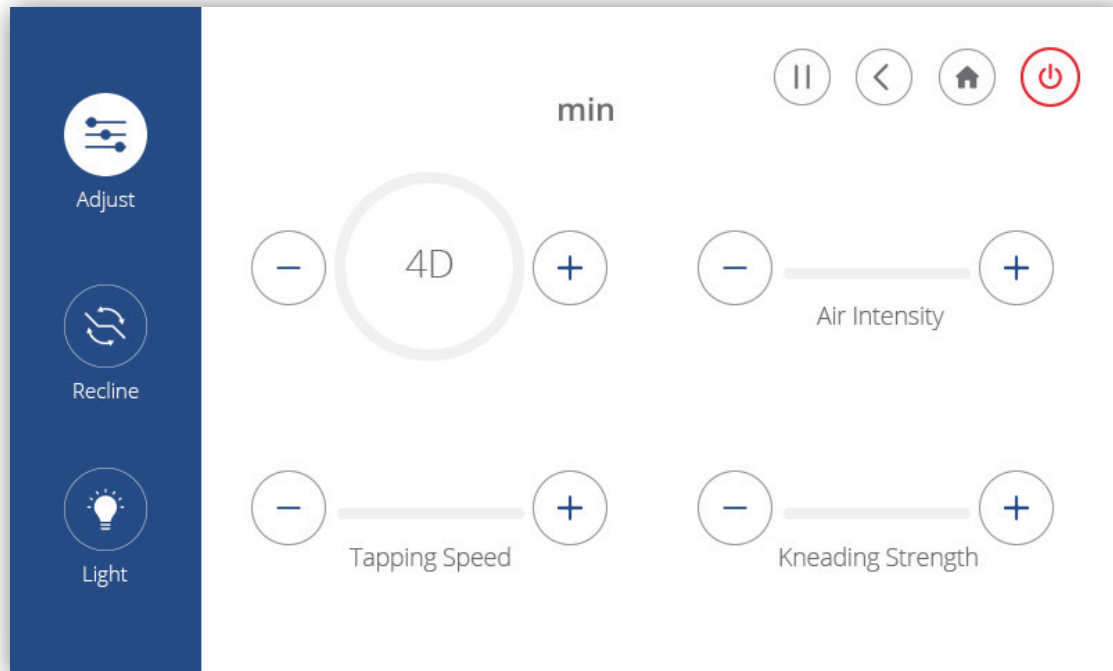 min
Adjust
4D
Air Intensity
Recline
Tapping Speed
Kneading Strength
Light